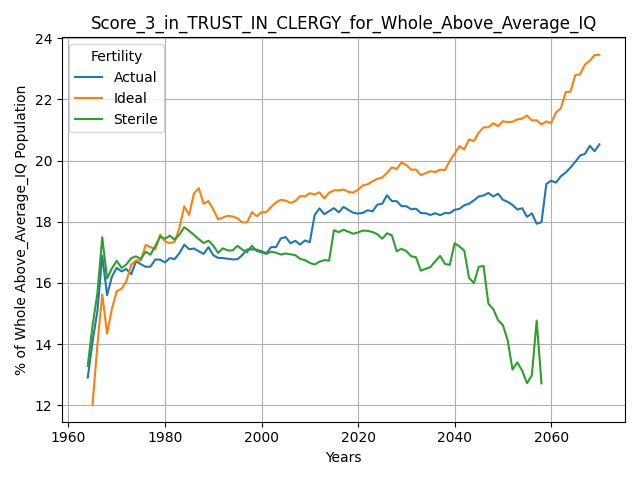 Score_3_in_TRUST_IN_CLERGY_for_Whole_Above_Average_IQ
% of Whole Above_Average_IQ Population
24
22
20
18
16
14
12
Fertility
Actual
Ideal
Sterile
1960 1980 2000 2020 2040 2060
Years